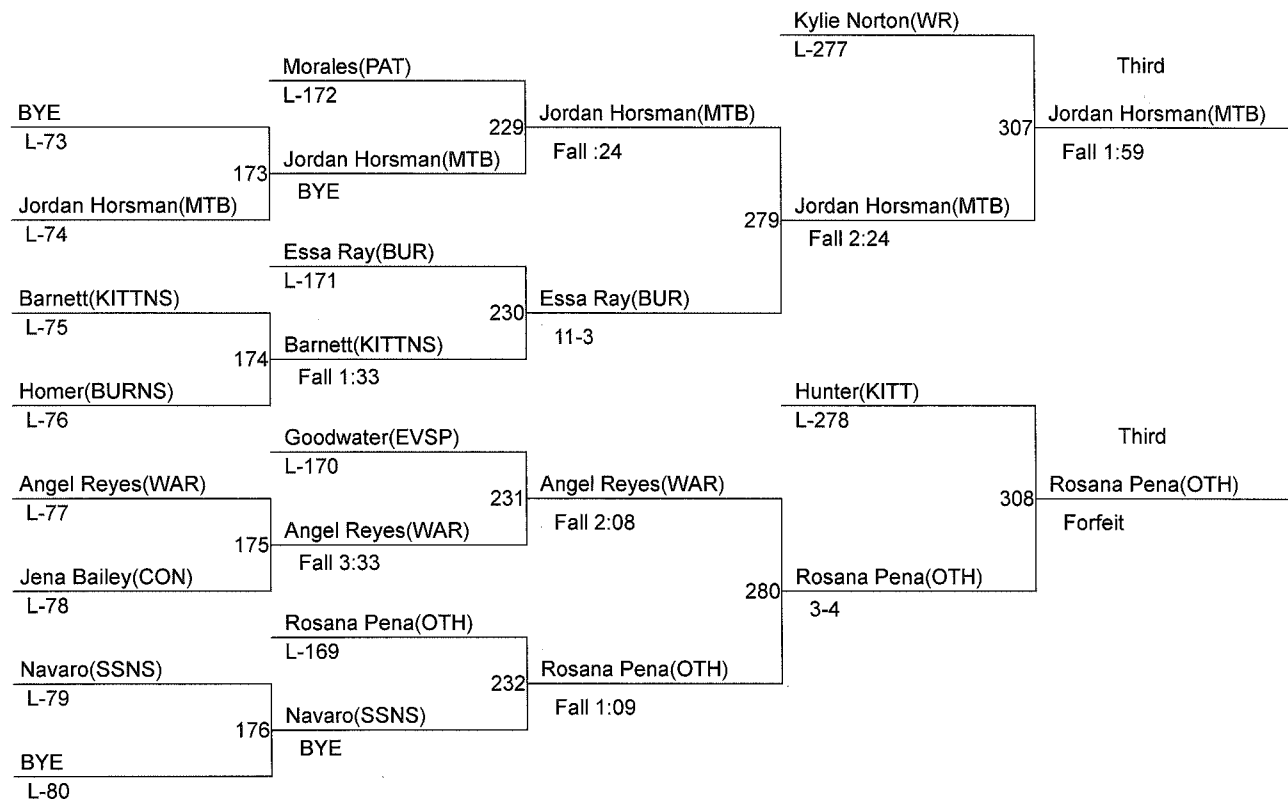 Kylie Norton(WR)
L-277
Morales(PAT)
L-172
Third
BYE
L-73
229
Jordan Horsman(MTB)
Fall :24
307
Jordan Horsman(MTB)
Fall 1:59
173
Jordan Horsman(MTB)
BYE
Jordan Horsman(MTB)
L-74
279
Jordan Horsman(MTB)
Fall 2:24
Essa Ray(BUR)
L-171
Barnett(KITTNS)
L-75
230
Essa Ray(BUR)
11-3
174
Barnett(KITTNS)
Fall 1:33
Homer(BURNS)
L-76
Hunter(KITT)
L-278
Goodwater(EVSP)
L-170
Third
Angel Reyes(WAR)
L-77
231
Angel Reyes(WAR)
Fall 2:08
308
Rosana Pena(OTH)
Forfeit
175
Angel Reyes(WAR)
Fall 3:33
Jena Bailey(CON)
L-78
280
Rosana Pena(OTH)
3-4
Rosana Pena(OTH)
L-169
Navaro(SSNS)
L-79
232
Rosana Pena(OTH)
Fall 1:09
176
Navaro(SSNS)
BYE
BYE
L-80